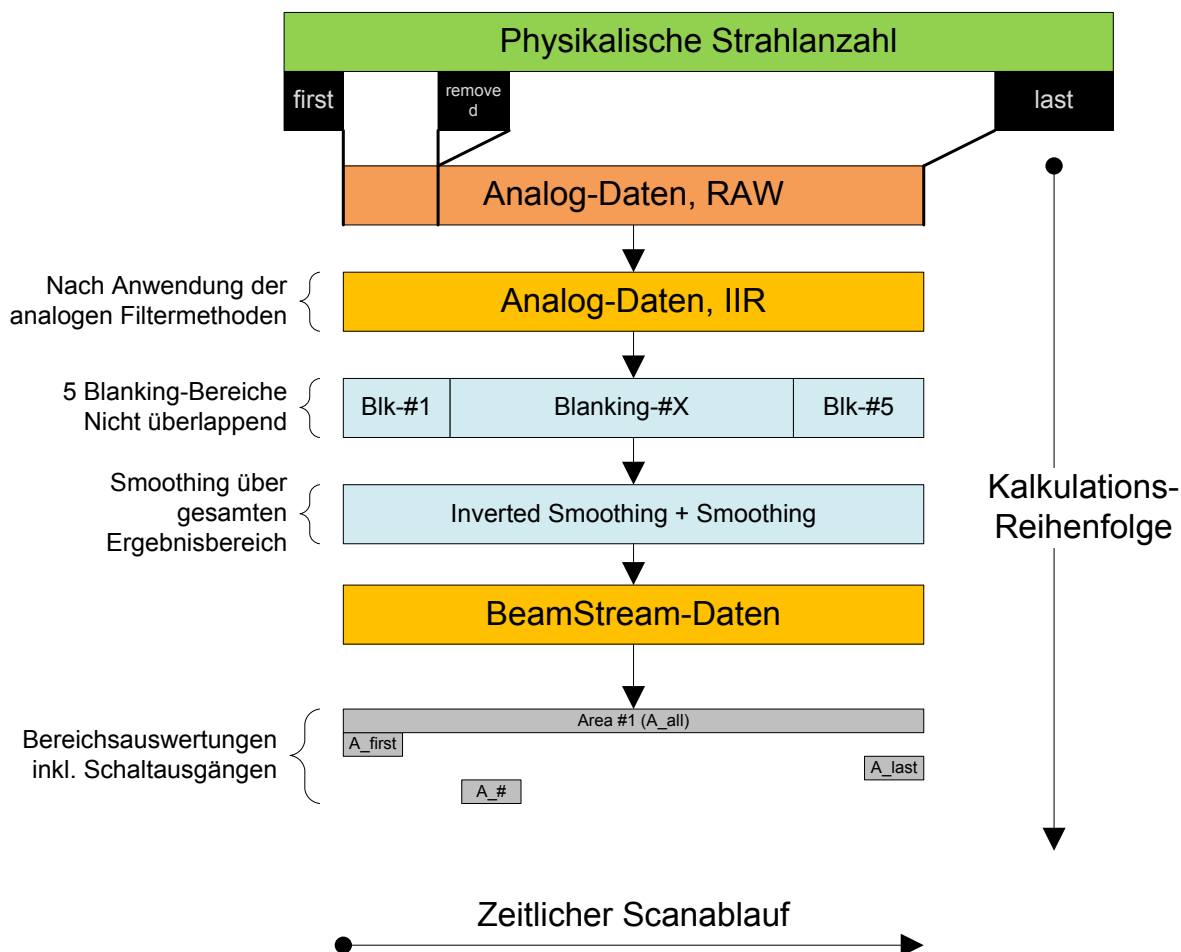 Physikalische Strahlanzahl
first
remove
d
last
Analog-Daten, RAW
Nach Anwendung der
analogen Filtermethoden
Analog-Daten, IIR
5 Blanking-Bereiche
Nicht überlappend
Blk-#1
Blanking-#X
Blk-#5
Smoothing über
gesamten
Ergebnisbereich
Inverted Smoothing + Smoothing
Kalkulations-
Reihenfolge
BeamStream-Daten
Bereichsauswertungen
inkl. Schaltausgängen
Area #1 (A_all)
A_first
A_last
A_#
Zeitlicher Scanablauf